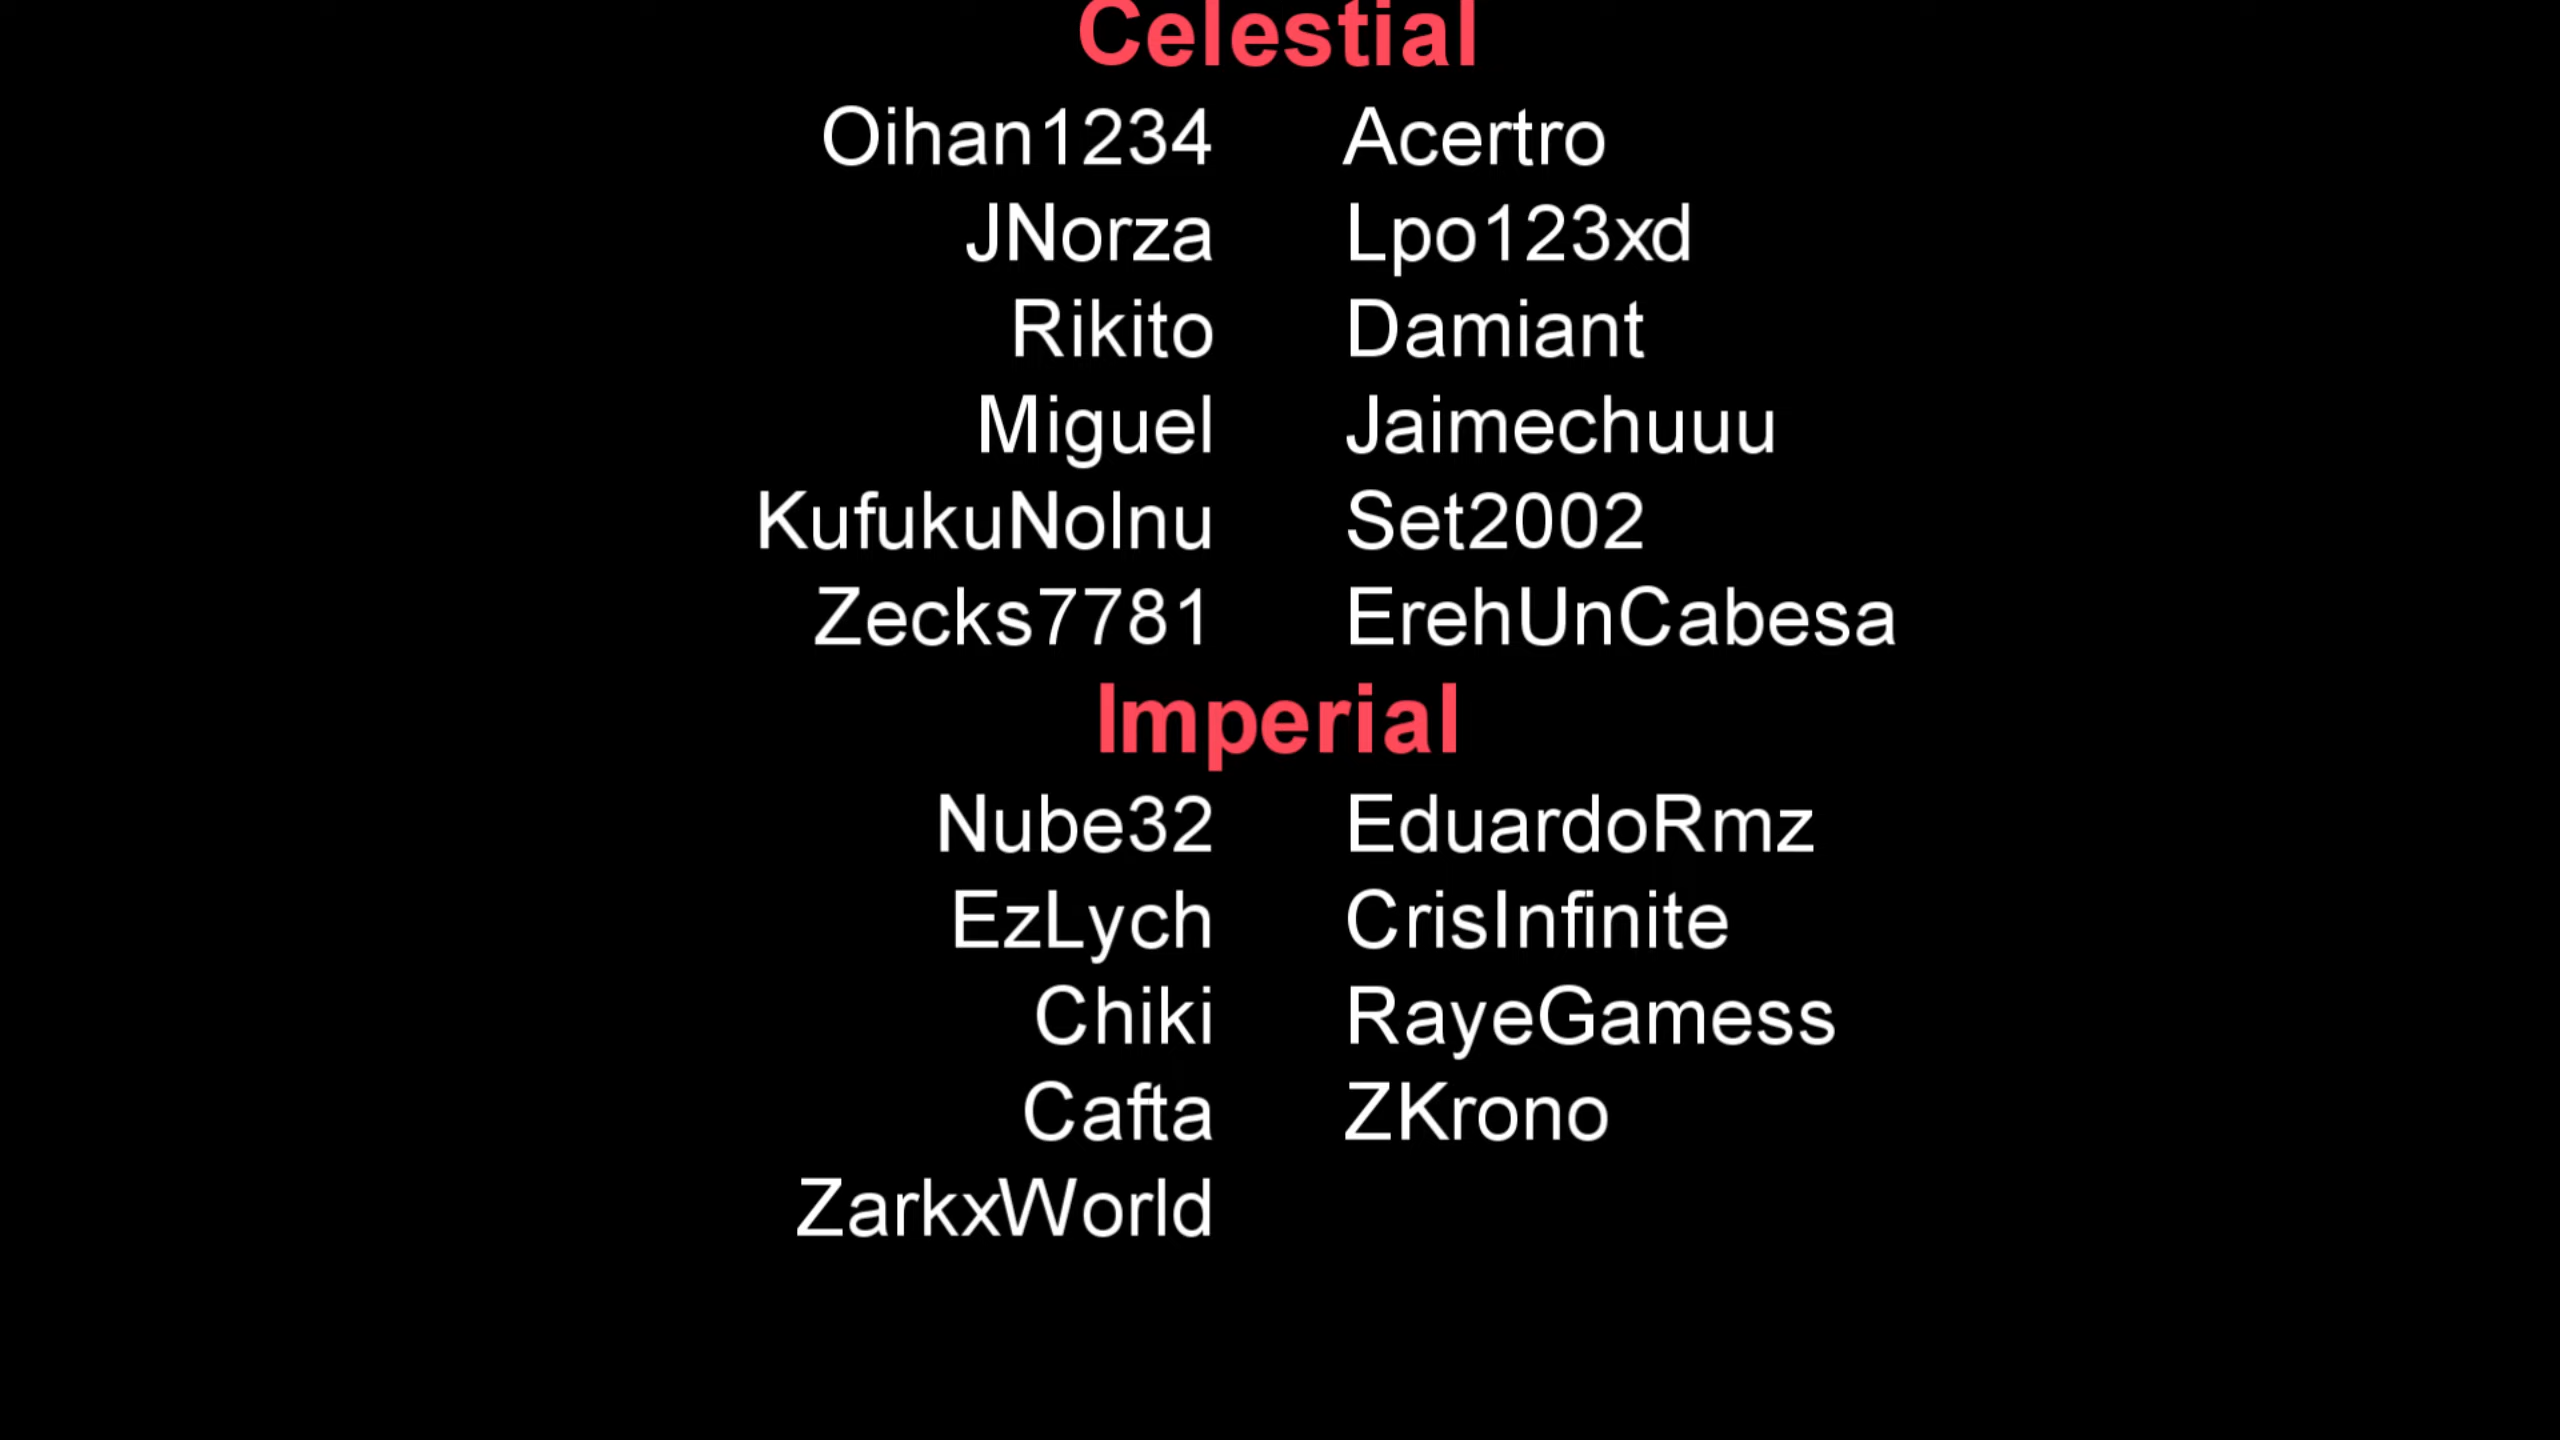 Celestial
Oihan1234 Acertro
JNorza Lpo123xd
Rikito Damiant
Miguel Jaimechuuu
KufukuNoInu Set2002
Zecks7781 ErehUnCabesa
Imperial
Nube32 EduardoRmz
EzLych CrisInfinite
Chiki RayeGamess
Cafta ZKrono
ZarkxWorld